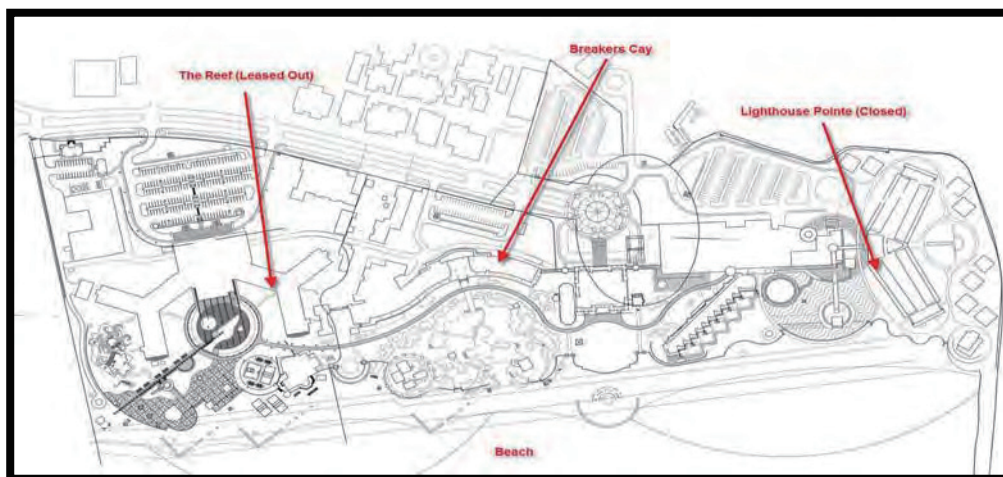 Breakers Cay
The Reef (Leased Out)
Lighthouse Pointe (Closed)
Beach